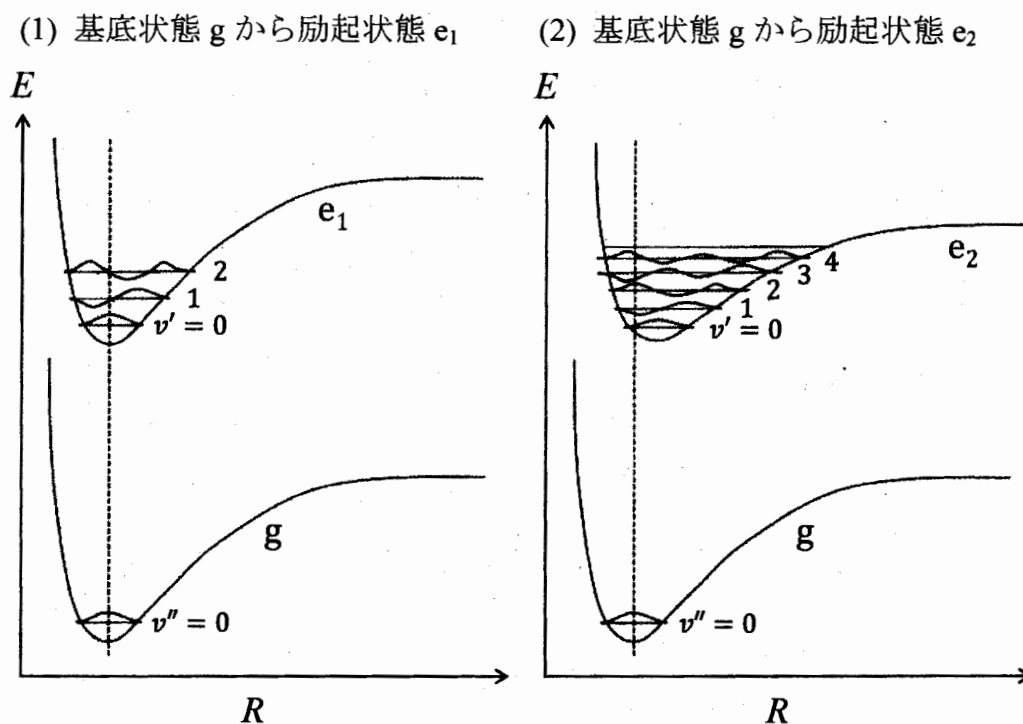 (1) 基底状態 g から励起状態 e₁
(2) 基底状態 g から励起状態 e₂
E
e₁
2
1
v′ = 0
g
v″ = 0
R
E
e₂
4
3
2
1
v′ = 0
g
v″ = 0
R